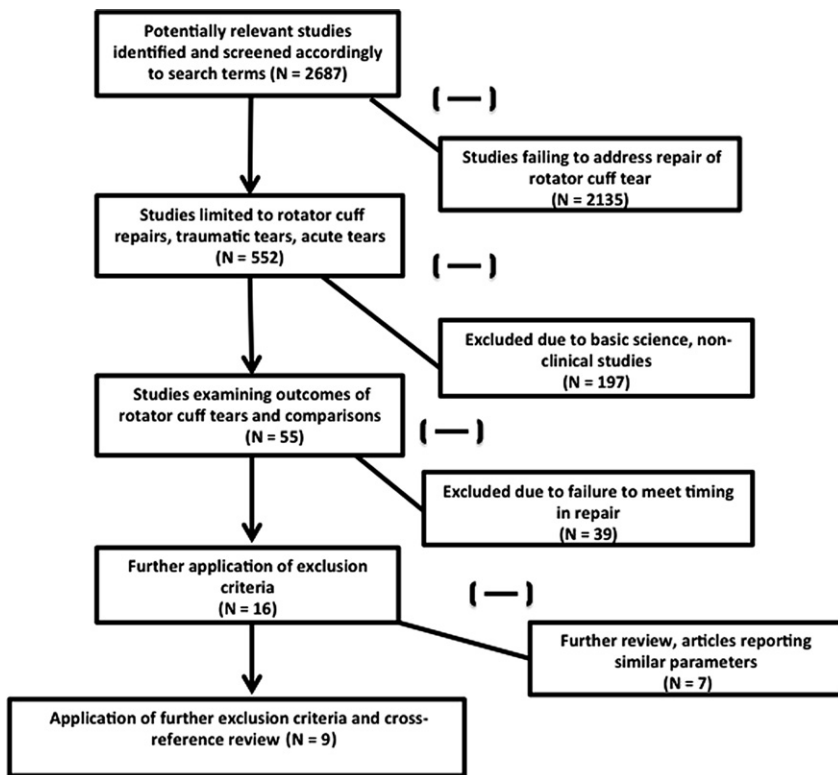 Potentially relevant studies
identified and screened accordingly
to search terms (N = 2687)
Studies failing to address repair of
rotator cuff tear
(N = 2135)
Studies limited to rotator cuff
repairs, traumatic tears, acute tears
(N = 552)
Excluded due to basic science, non-
clinical studies
(N = 197)
Studies examining outcomes of
rotator cuff tears and comparisons
(N = 55)
Excluded due to failure to meet timing
in repair
(N = 39)
Further application of exclusion
criteria
(N = 16)
Further review, articles reporting
similar parameters
(N = 7)
Application of further exclusion criteria and cross-
reference review (N = 9)